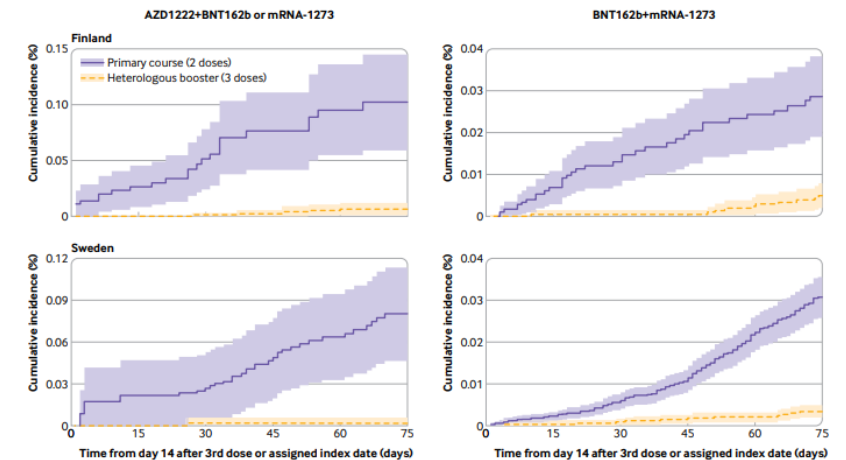 AZD1222+BNT162b or mRNA-1273
BNT162b+mRNA-1273
Finland
Cumulative incidence (%)
0.15
0.10
0.05
0
Primary course (2 doses)
Heterologous booster (3 doses)
Cumulative incidence (%)
0.04
0.03
0.02
0.01
0
Sweden
Cumulative incidence (%)
0.12
0.09
0.06
0.03
0
0 15 30 45 60 75
Time from day 14 after 3rd dose or assigned index date (days)
Cumulative incidence (%)
0.04
0.03
0.02
0.01
0
0 15 30 45 60 75
Time from day 14 after 3rd dose or assigned index date (days)